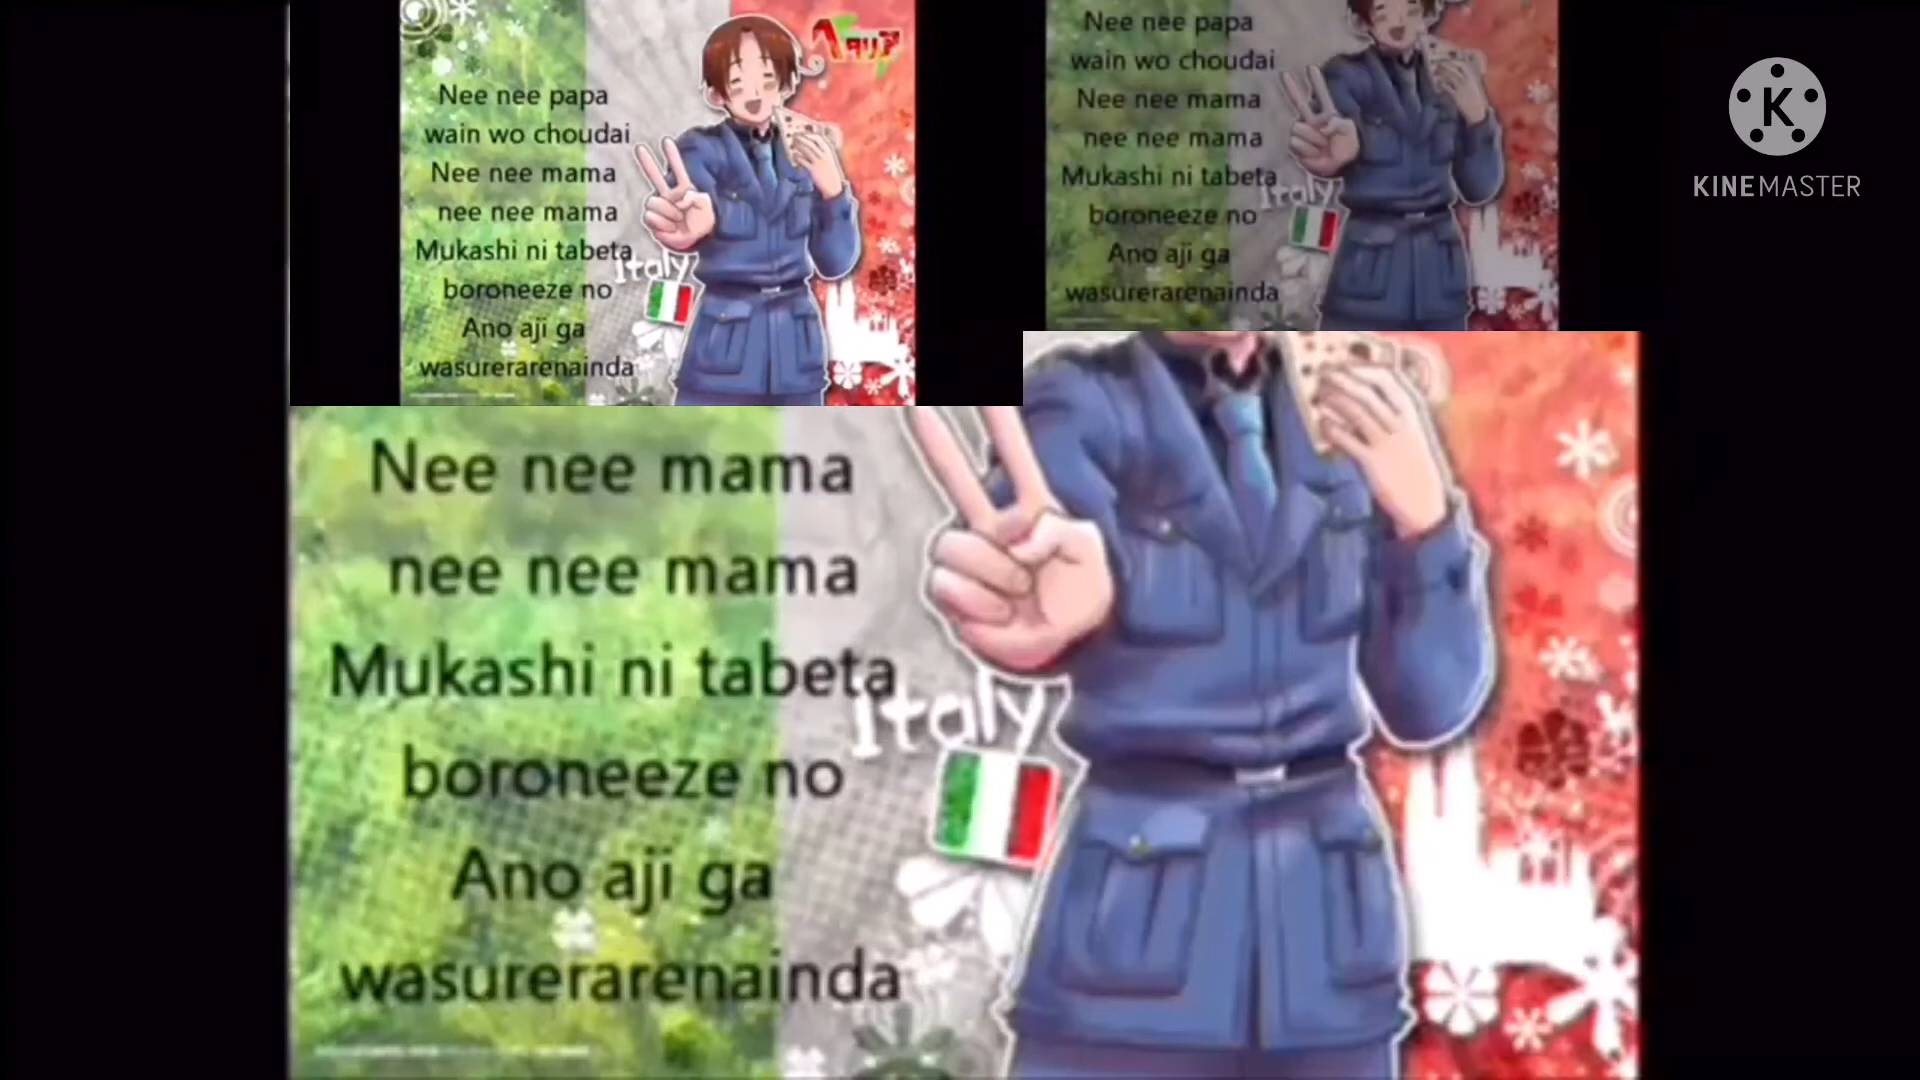 Nee nee papa
wain wo choudai
Nee nee mama
nee nee mama
Mukashi ni tabeta
boroneeze no
Ano aji ga
wasurerarenainda
Italy
ヘタリア
Nee nee papa
wain wo choudai
Nee nee mama
nee nee mama
Mukashi ni tabeta
boroneeze no
Ano aji ga
wasurerarenainda
Italy
K
KINEMASTER
Nee nee mama
nee nee mama
Mukashi ni tabeta
boroneeze no
Ano aji ga
wasurerarenainda
Italy